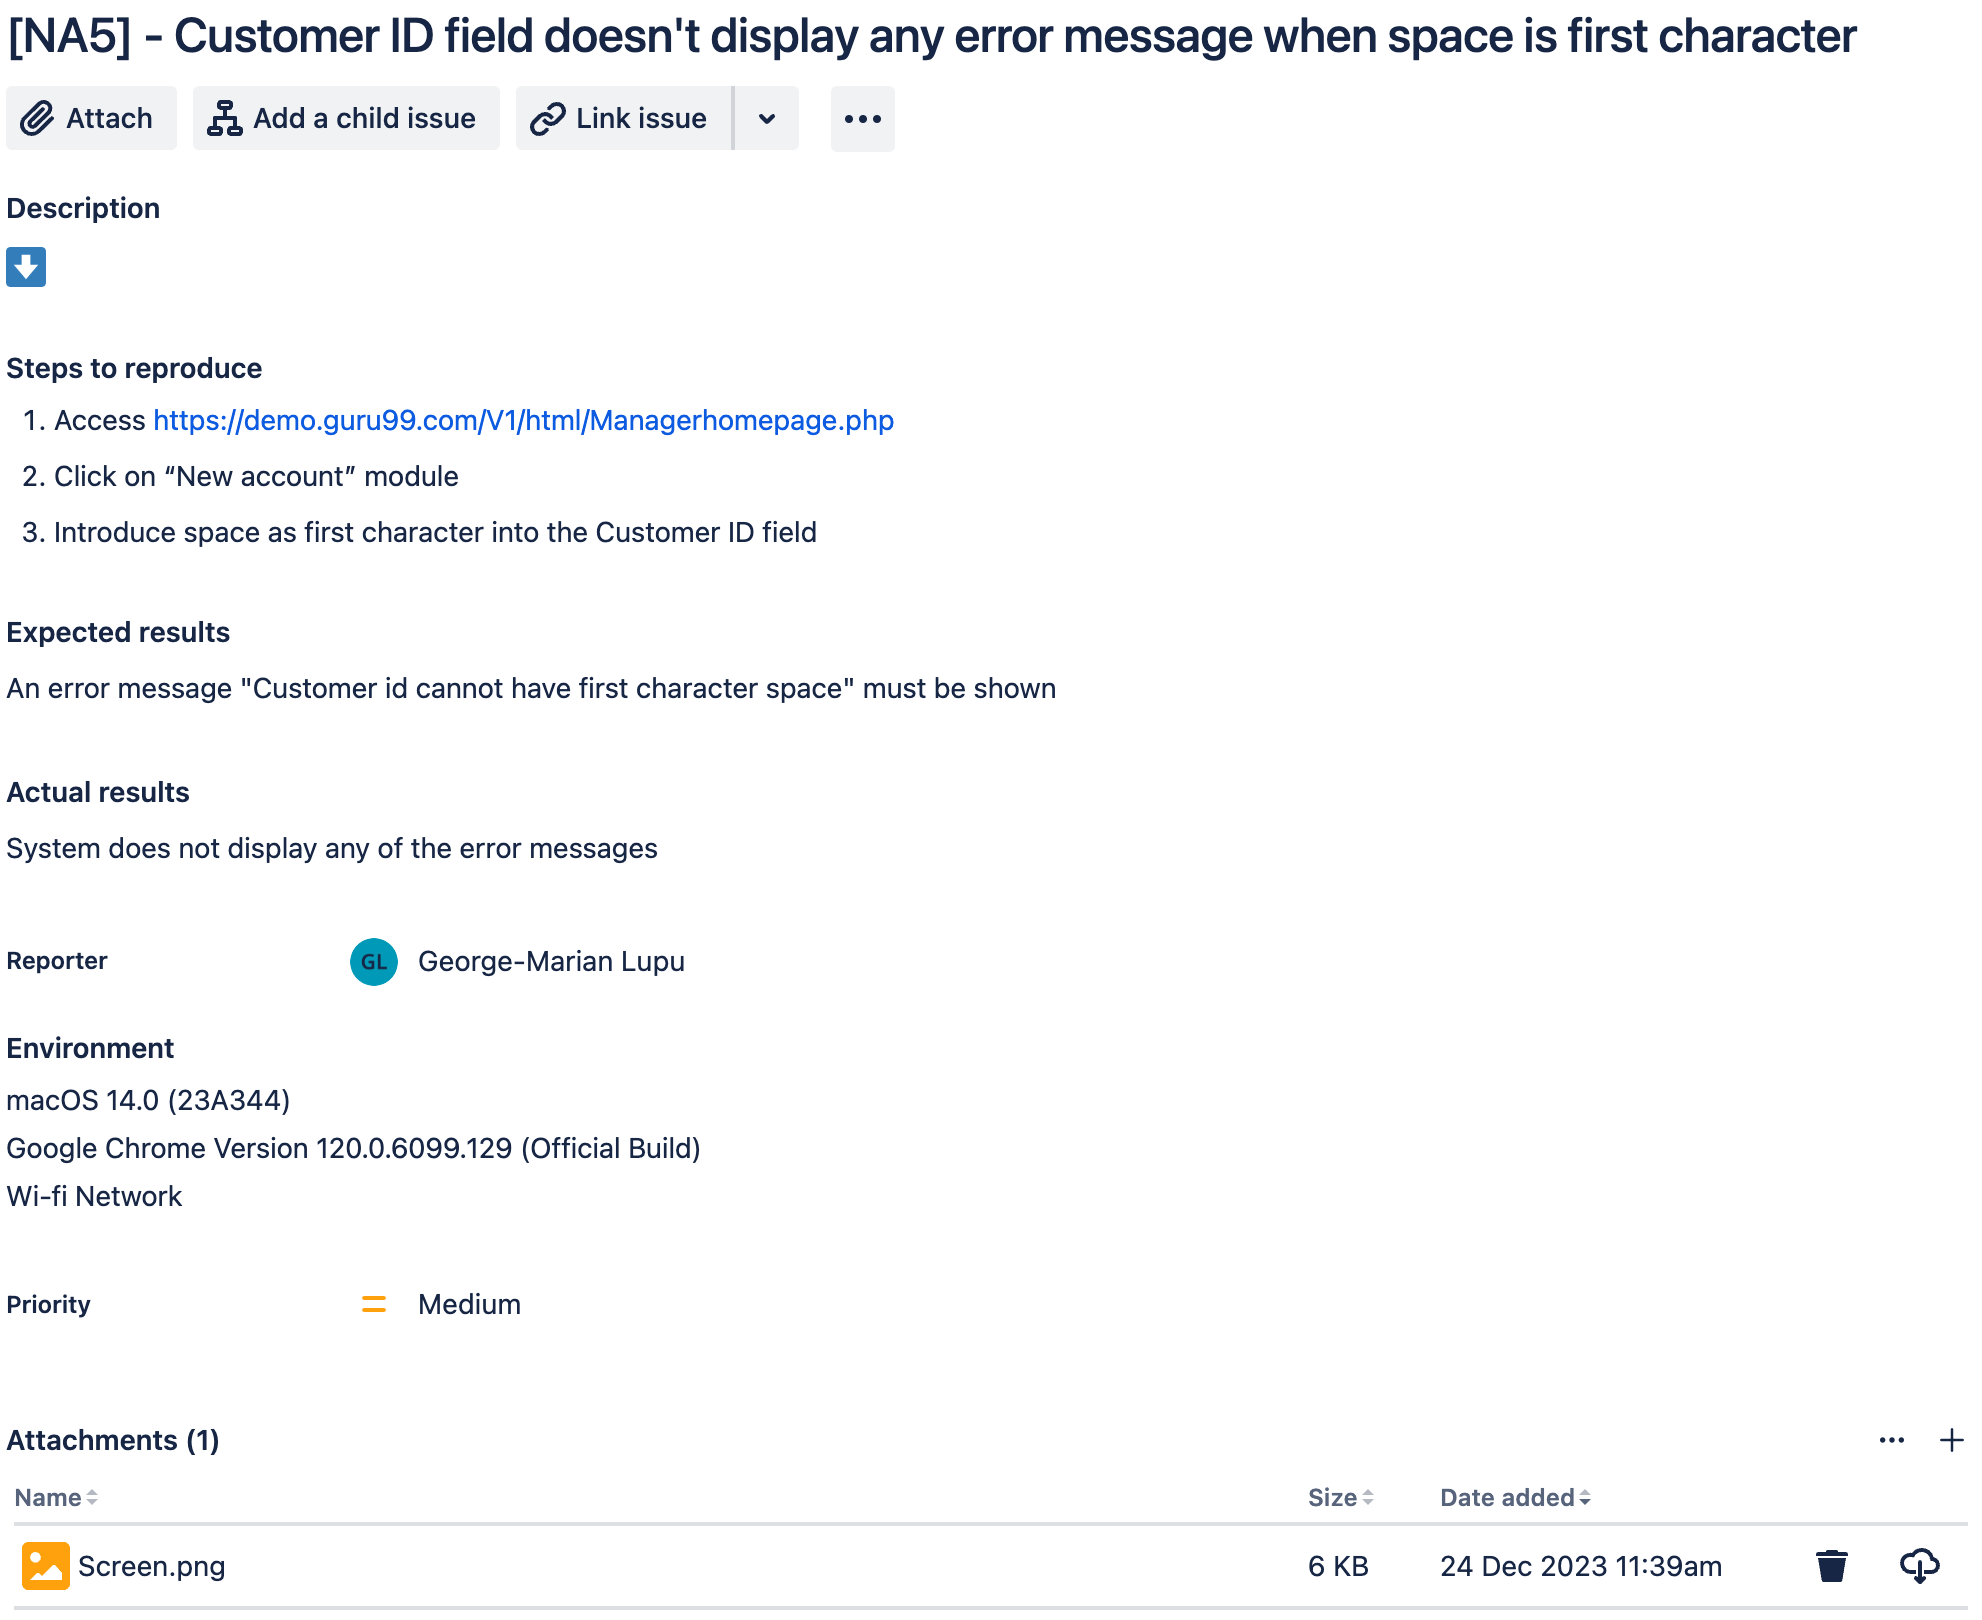 [NA5] - Customer ID field doesn't display any error message when space is first character
Attach
Add a child issue
Link issue
Description
Steps to reproduce
1. Access https://demo.guru99.com/V1/html/Managerhomepage.php
2. Click on “New account” module
3. Introduce space as first character into the Customer ID field
Expected results
An error message "Customer id cannot have first character space" must be shown
Actual results
System does not display any of the error messages
Reporter GL George-Marian Lupu
Environment
macOS 14.0 (23A344)
Google Chrome Version 120.0.6099.129 (Official Build)
Wi-fi Network
Priority Medium
Attachments (1)
Name Size Date added
Screen.png 6 KB 24 Dec 2023 11:39am